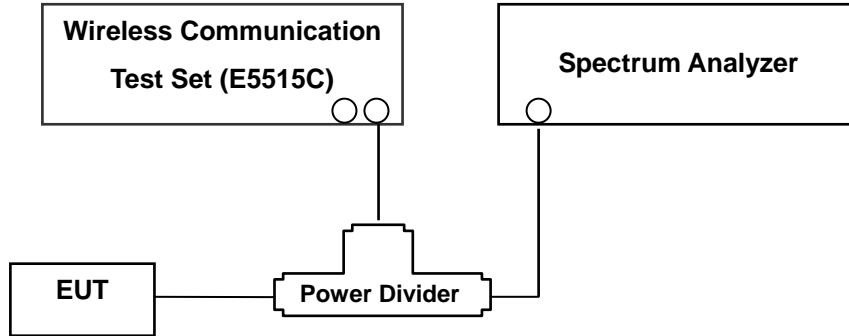 Wireless Communication
Test Set (E5515C)
Spectrum Analyzer
EUT
Power Divider